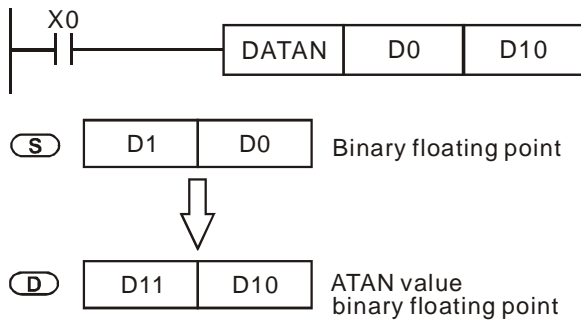 X0
DATAN D0 D10
S D1 D0 Binary floating point
D D11 D10 ATAN value
binary floating point